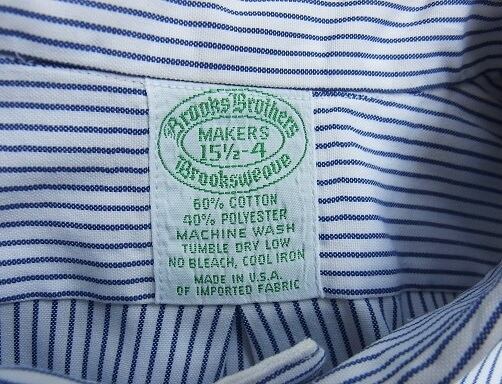 Brooks Brothers
MAKERS
15½-4
Brooksweave
60% COTTON
40% POLYESTER
MACHINE WASH
TUMBLE DRY LOW
NO BLEACH, COOL IRON
MADE IN U.S.A.
OF IMPORTED FABRIC